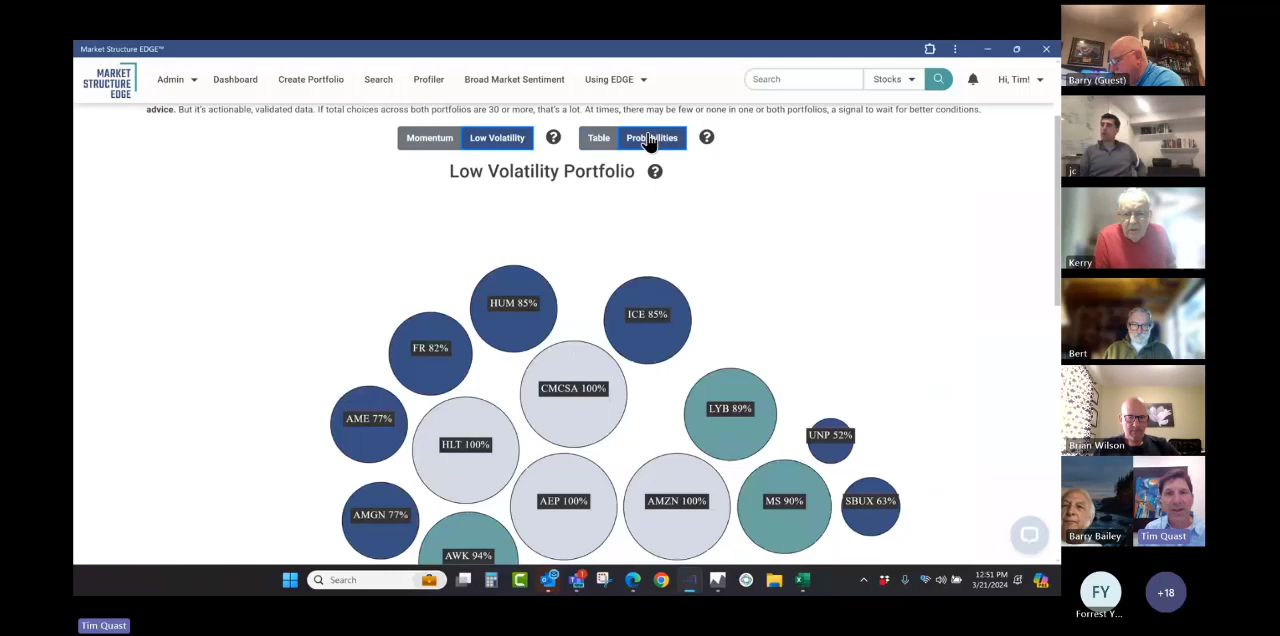 Market Structure EDGE™
MARKET
STRUCTURE
EDGE
Admin
Dashboard
Create Portfolio
Search
Profiler
Broad Market Sentiment
Using EDGE
Search
Stocks
Hi, Tim!
advice. But it's actionable, validated data. If total choices across both portfolios are 30 or more, that's a lot. At times, there may be few or none in one or both portfolios, a signal to wait for better conditions.
Momentum
Low Volatility
?
Table
Probabilities
?
Low Volatility Portfolio ?
HUM 85%
ICE 85%
FR 82%
CMCSA 100%
LYB 89%
AME 77%
HLT 100%
UNP 52%
AEP 100%
AMZN 100%
MS 90%
SBUX 63%
AMGN 77%
AWK 94%
Search
12:51 PM
3/21/2024
Barry (Guest)
jc
Kerry
Bert
Brian Wilson
Barry Bailey
Tim Quast
FY
+18
Forrest Y...
Tim Quast